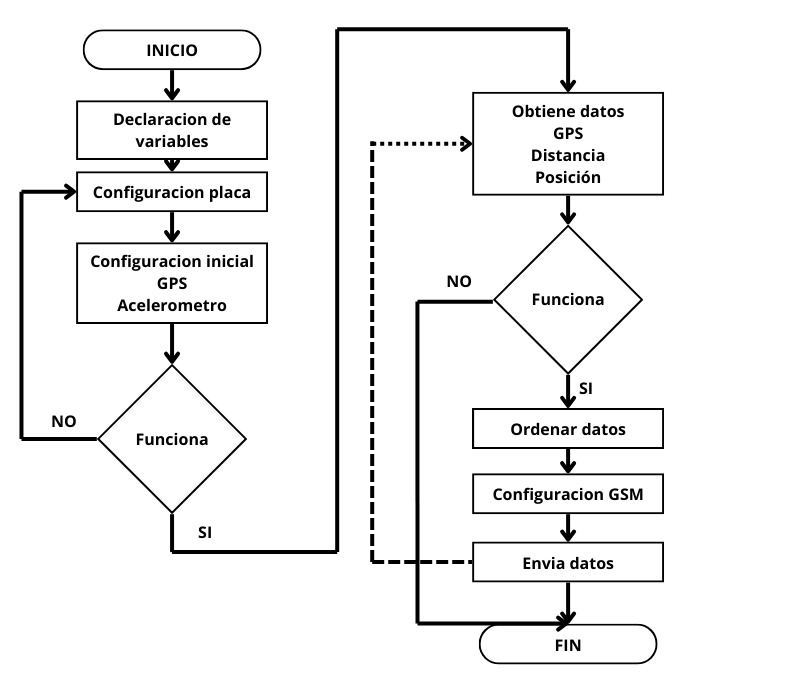 INICIO
Declaracion de
variables
Configuracion placa
Configuracion inicial
GPS
Acelerometro
NO
Funciona
SI
Obtiene datos
GPS
Distancia
Posición
NO
Funciona
SI
Ordenar datos
Configuracion GSM
Envia datos
FIN